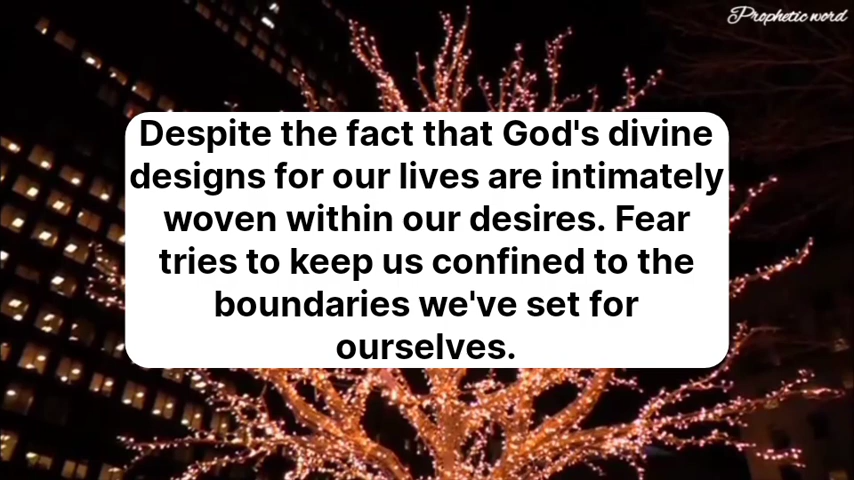 Prophetic word
Despite the fact that God's divine
designs for our lives are intimately
woven within our desires. Fear
tries to keep us confined to the
boundaries we've set for
ourselves.